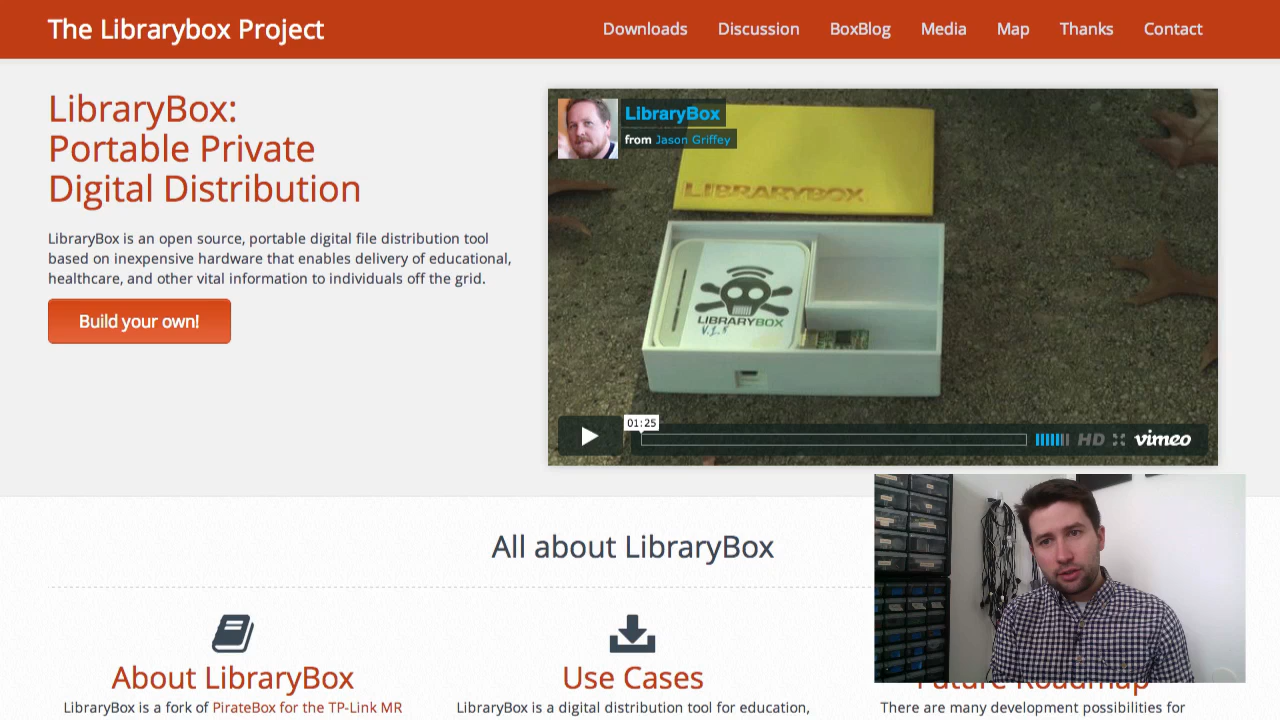 The Librarybox Project
Downloads Discussion BoxBlog Media Map Thanks Contact
LibraryBox:
Portable Private
Digital Distribution
LibraryBox is an open source, portable digital file distribution tool
based on inexpensive hardware that enables delivery of educational,
healthcare, and other vital information to individuals off the grid.
Build your own!
LibraryBox
from Jason Griffey
LIBRARYBOX
LIBRARYBOX
01:25
HD vimeo
All about LibraryBox
About LibraryBox
LibraryBox is a fork of PirateBox for the TP-Link MR
Use Cases
LibraryBox is a digital distribution tool for education,
Future Roadmap
There are many development possibilities for